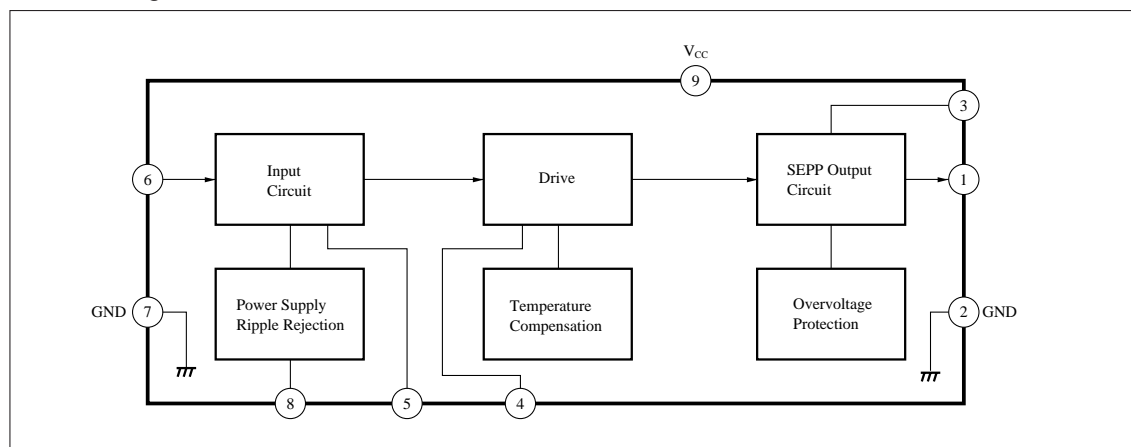 VCC
9
3
6
Input
Circuit
Drive
SEPP Output
Circuit
1
GND
7
Power Supply
Ripple Rejection
Temperature
Compensation
Overvoltage
Protection
2
GND
8
5
4